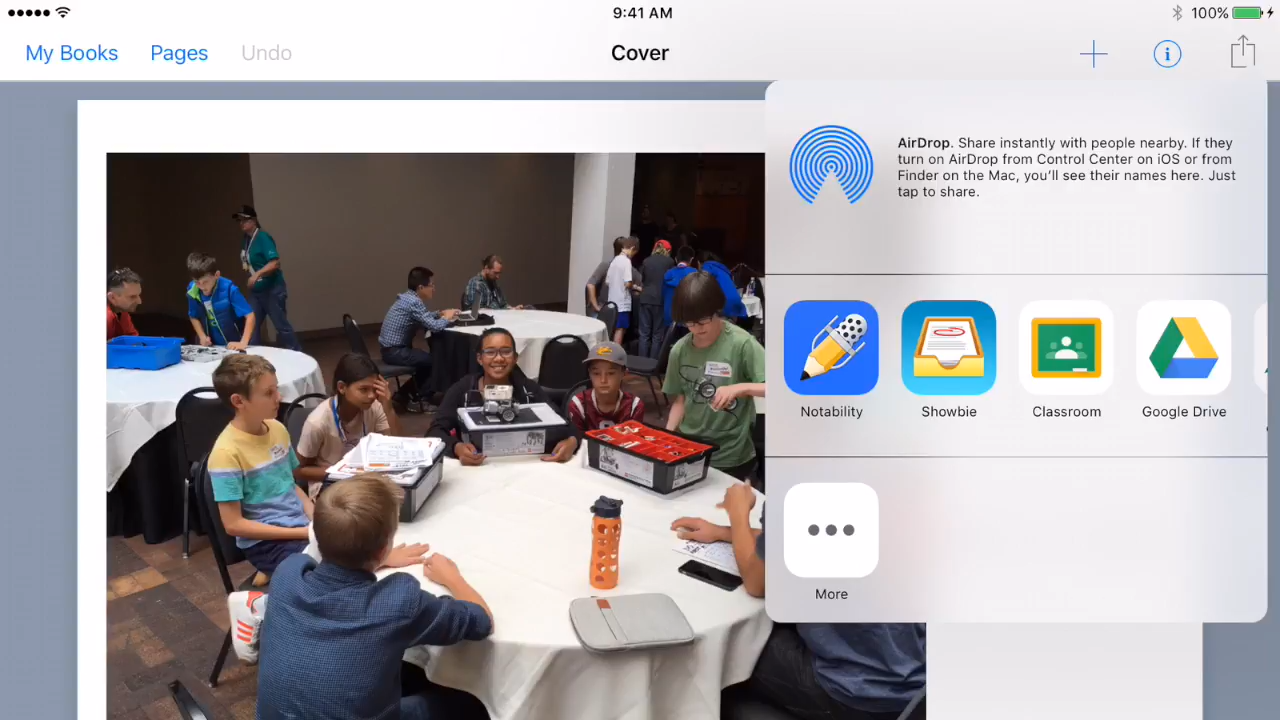 9:41 AM
100%
My Books
Pages
Undo
Cover
AirDrop. Share instantly with people nearby. If they
turn on AirDrop from Control Center on iOS or from
Finder on the Mac, you'll see their names here. Just
tap to share.
Notability
Showbie
Classroom
Google Drive
More